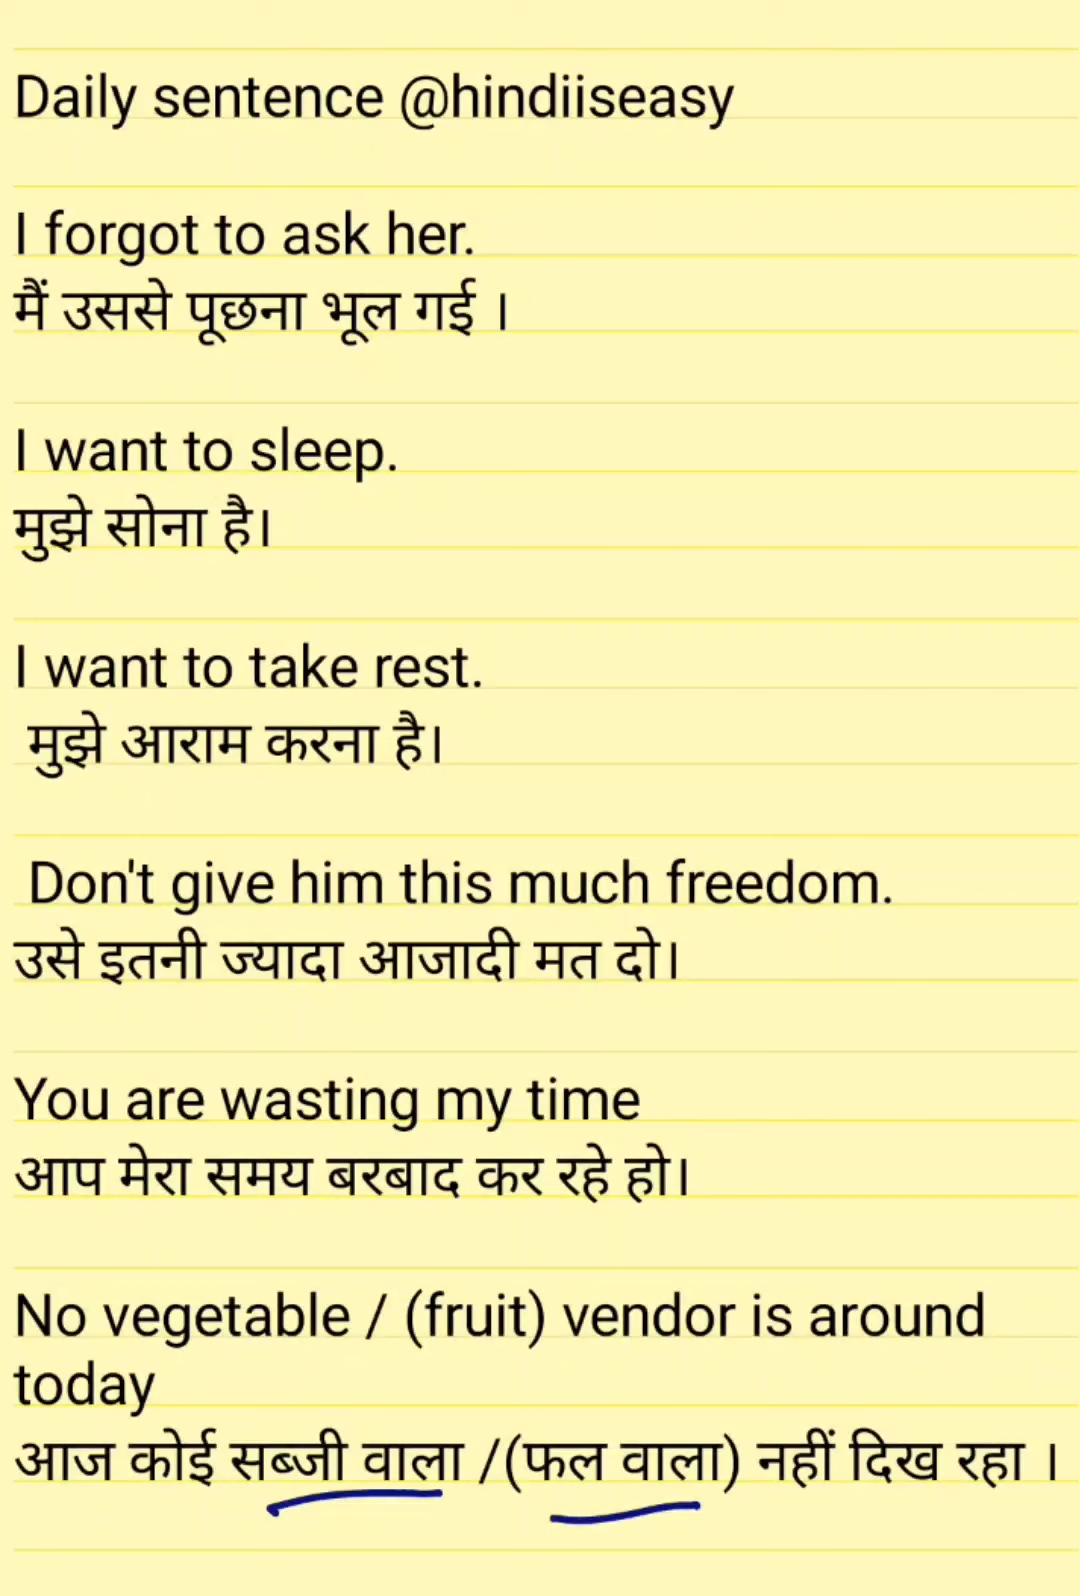 Daily sentence @hindiiseasy
I forgot to ask her.
मैं उससे पूछना भूल गई ।
I want to sleep.
मुझे सोना है।
I want to take rest.
मुझे आराम करना है।
Don't give him this much freedom.
उसे इतनी ज्यादा आजादी मत दो।
You are wasting my time
आप मेरा समय बरबाद कर रहे हो।
No vegetable / (fruit) vendor is around
today
आज कोई सब्जी वाला /(फल वाला) नहीं दिख रहा ।